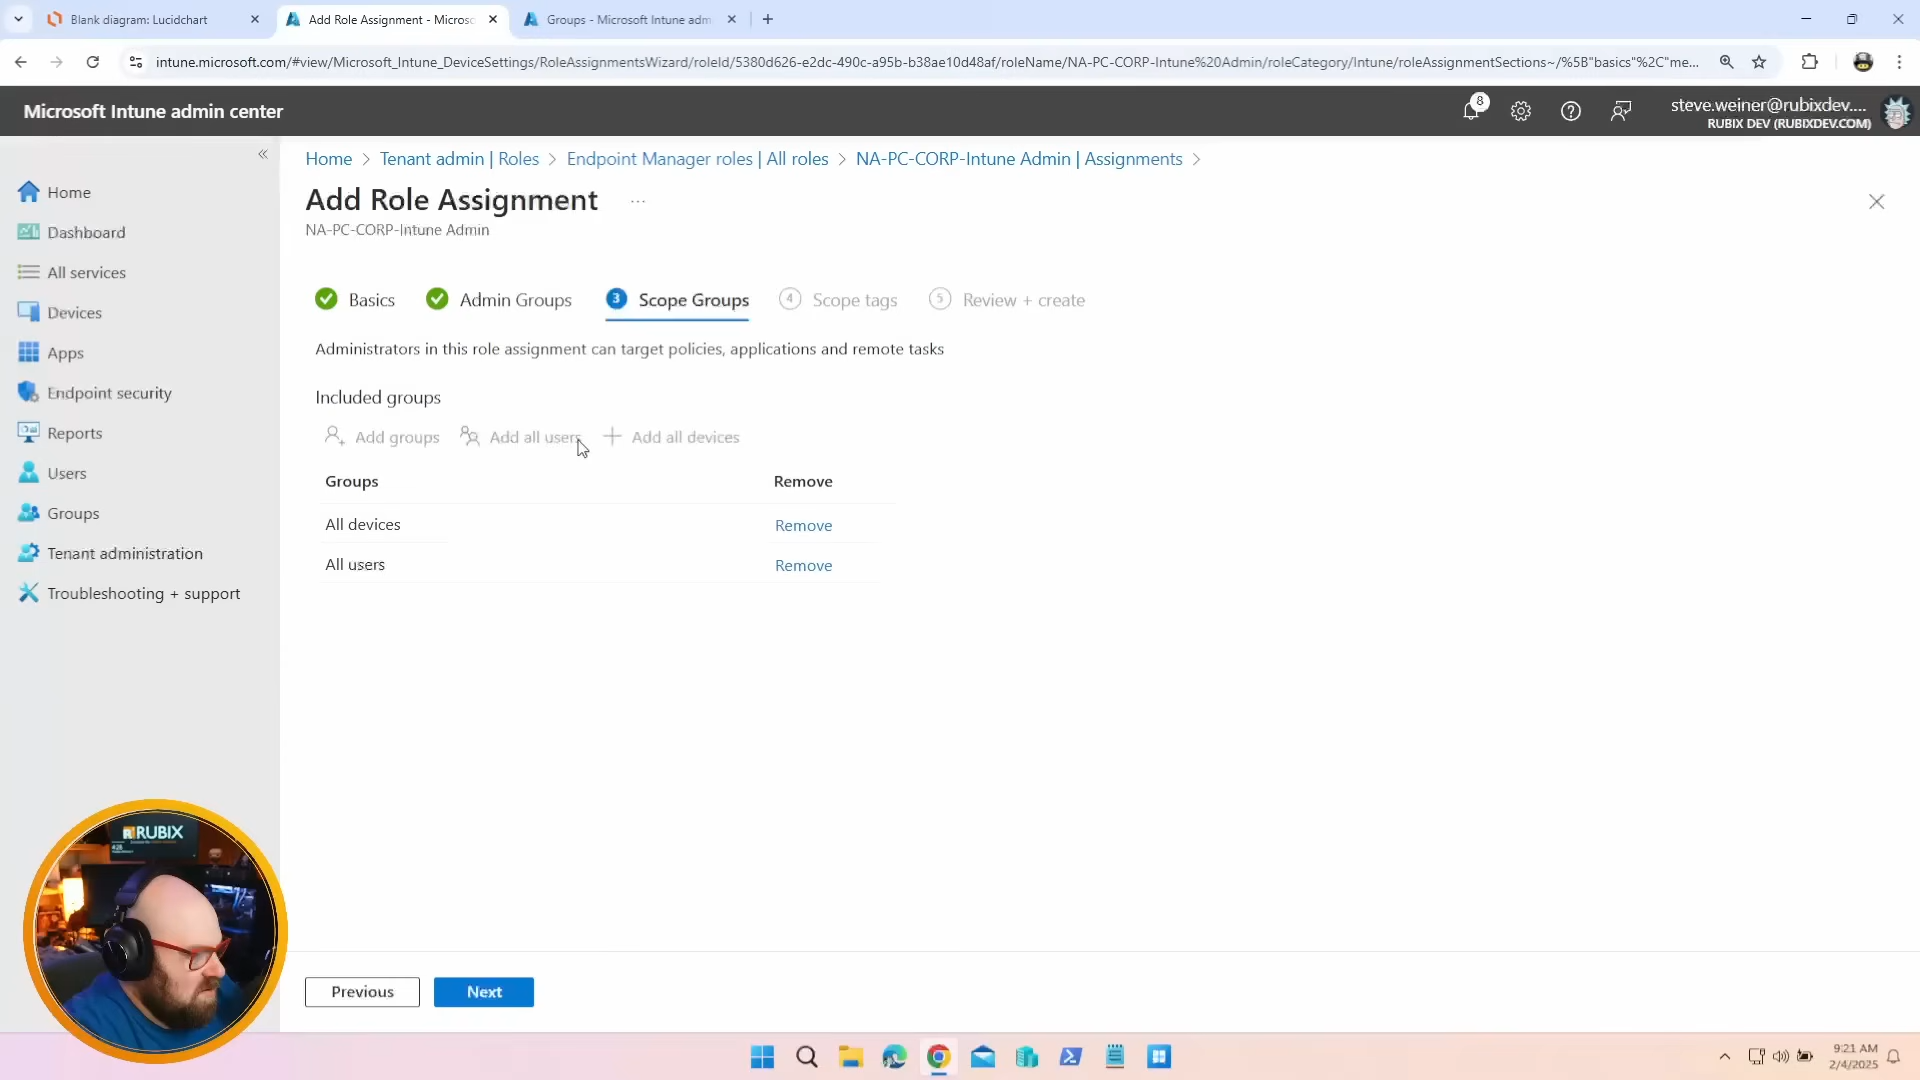 Blank diagram: Lucidchart
Add Role Assignment - Microsc
Groups - Microsoft Intune adm
intune.microsoft.com/#view/Microsoft_Intune_DeviceSettings/RoleAssignmentsWizard/roleId/5380d626-e2dc-490c-a95b-b38ae10d48af/roleName/NA-PC-CORP-Intune%20Admin/roleCategory/Intune/roleAssignmentSections~/%5B"basics"%2C"me...
Microsoft Intune admin center
8
steve.weiner@rubixdev....
RUBIX DEV (RUBIXDEV.COM)
Home > Tenant admin | Roles > Endpoint Manager roles | All roles > NA-PC-CORP-Intune Admin | Assignments >
Add Role Assignment ...
NA-PC-CORP-Intune Admin
Home
Dashboard
All services
Devices
Apps
Endpoint security
Reports
Users
Groups
Tenant administration
Troubleshooting + support
Basics
Admin Groups
3 Scope Groups
4 Scope tags
5 Review + create
Administrators in this role assignment can target policies, applications and remote tasks
Included groups
Add groups
Add all users
Add all devices
Groups Remove
All devices Remove
All users Remove
RUBIX
Previous
Next
9:21 AM
2/4/2025